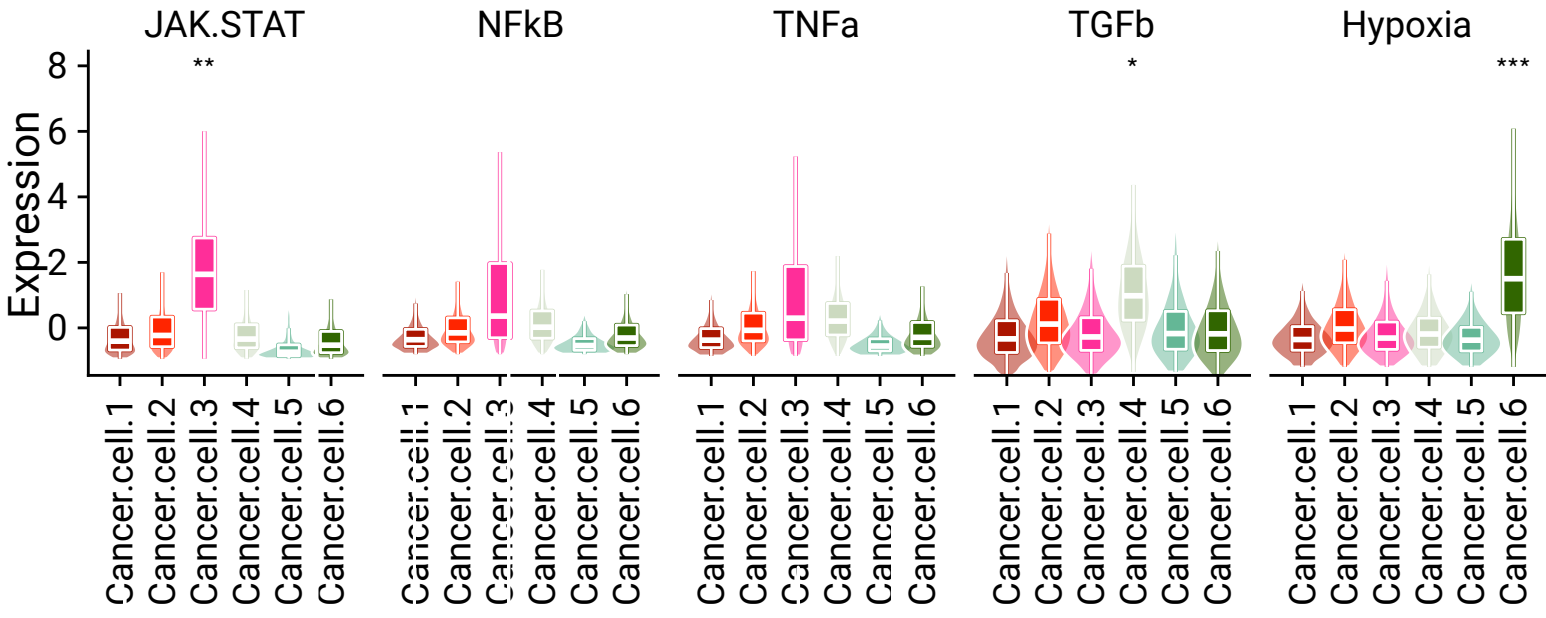 JAK.STAT NFkB TNFa TGFb Hypoxia
** * ***
Expression
8
6
4
2
0
Cancer.cell.1 Cancer.cell.2 Cancer.cell.3 Cancer.cell.4 Cancer.cell.5 Cancer.cell.6
Cancer.cell.1 Cancer.cell.2 Cancer.cell.3 Cancer.cell.4 Cancer.cell.5 Cancer.cell.6
Cancer.cell.1 Cancer.cell.2 Cancer.cell.3 Cancer.cell.4 Cancer.cell.5 Cancer.cell.6
Cancer.cell.1 Cancer.cell.2 Cancer.cell.3 Cancer.cell.4 Cancer.cell.5 Cancer.cell.6
Cancer.cell.1 Cancer.cell.2 Cancer.cell.3 Cancer.cell.4 Cancer.cell.5 Cancer.cell.6